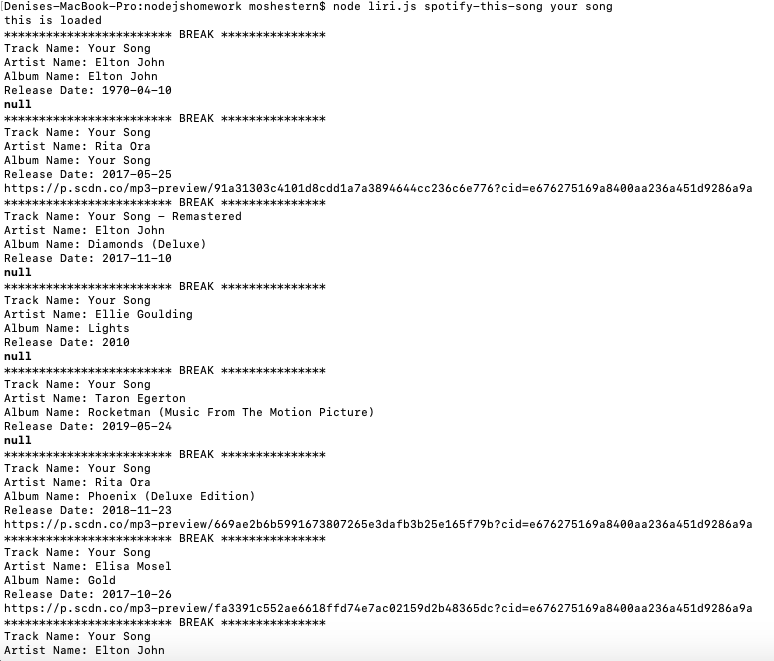 [Denises-MacBook-Pro:nodejshomework moshestern$ node liri.js spotify-this-song your song
this is loaded
************************ BREAK ***************
Track Name: Your Song
Artist Name: Elton John
Album Name: Elton John
Release Date: 1970-04-10
null
************************ BREAK ***************
Track Name: Your Song
Artist Name: Rita Ora
Album Name: Your Song
Release Date: 2017-05-25
https://p.scdn.co/mp3-preview/91a31303c4101d8cdd1a7a3894644cc236c6e776?cid=e676275169a8400aa236a451d9286a9a
************************ BREAK ***************
Track Name: Your Song - Remastered
Artist Name: Elton John
Album Name: Diamonds (Deluxe)
Release Date: 2017-11-10
null
************************ BREAK ***************
Track Name: Your Song
Artist Name: Ellie Goulding
Album Name: Lights
Release Date: 2010
null
************************ BREAK ***************
Track Name: Your Song
Artist Name: Taron Egerton
Album Name: Rocketman (Music From The Motion Picture)
Release Date: 2019-05-24
null
************************ BREAK ***************
Track Name: Your Song
Artist Name: Rita Ora
Album Name: Phoenix (Deluxe Edition)
Release Date: 2018-11-23
https://p.scdn.co/mp3-preview/669ae2b6b5991673807265e3dafb3b25e165f79b?cid=e676275169a8400aa236a451d9286a9a
************************ BREAK ***************
Track Name: Your Song
Artist Name: Elisa Mosel
Album Name: Gold
Release Date: 2017-10-26
https://p.scdn.co/mp3-preview/fa3391c552ae6618ffd74e7ac02159d2b48365dc?cid=e676275169a8400aa236a451d9286a9a
************************ BREAK ***************
Track Name: Your Song
Artist Name: Elton John